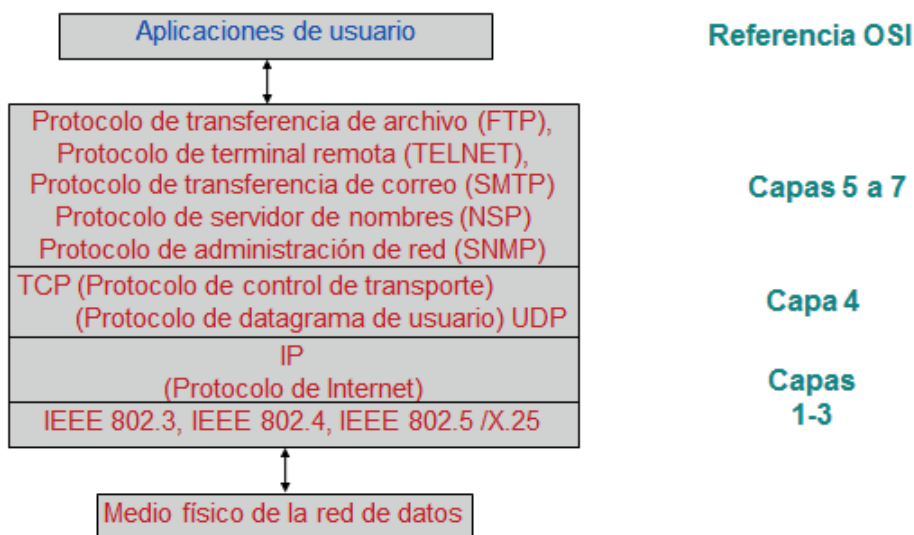 Aplicaciones de usuario
Referencia OSI
Protocolo de transferencia de archivo (FTP),
Protocolo de terminal remota (TELNET),
Protocolo de transferencia de correo (SMTP)
Protocolo de servidor de nombres (NSP)
Protocolo de administración de red (SNMP)
Capas 5 a 7
TCP (Protocolo de control de transporte)
(Protocolo de datagrama de usuario) UDP
Capa 4
IP
(Protocolo de Internet)
IEEE 802.3, IEEE 802.4, IEEE 802.5 /X.25
Capas
1-3
Medio físico de la red de datos